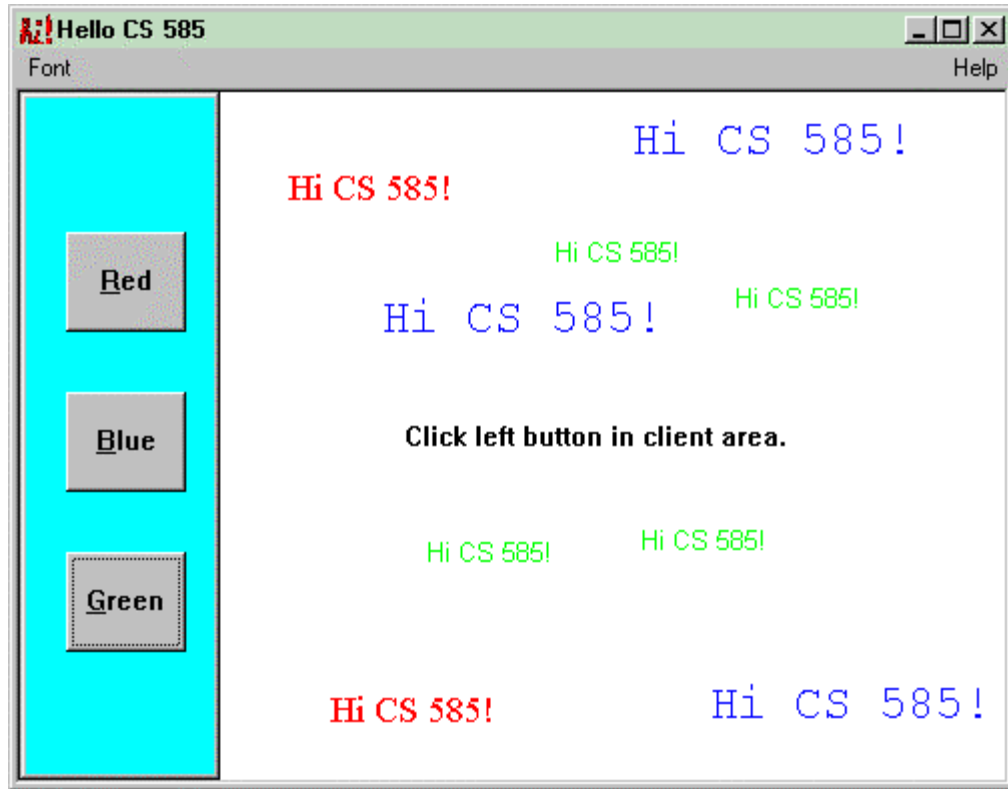 Hello CS 585
Font Help
Hi CS 585!
Hi CS 585!
Hi CS 585!
Red
Hi CS 585!
Hi CS 585!
Blue
Click left button in client area.
Hi CS 585!
Hi CS 585!
Green
Hi CS 585!
Hi CS 585!